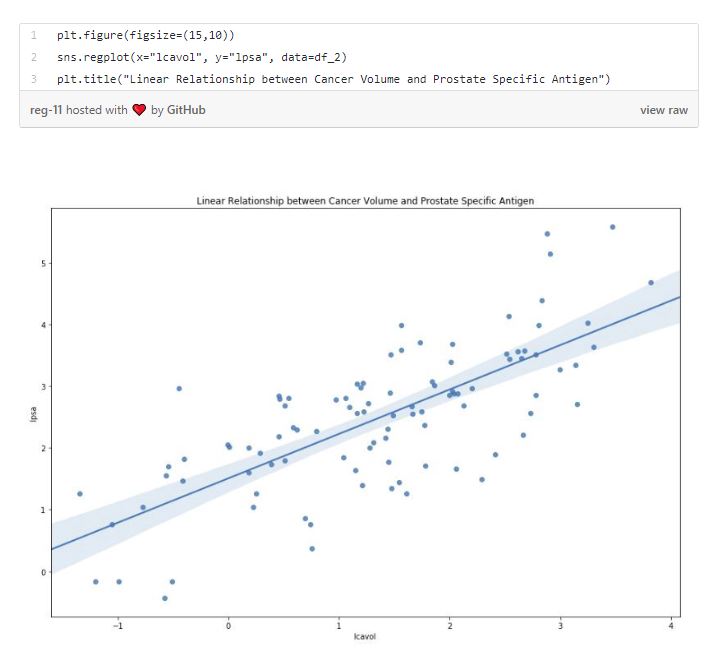 1 plt.figure(figsize=(15,10))
2 sns.regplot(x="lcavol", y="lpsa", data=df_2)
3 plt.title("Linear Relationship between Cancer Volume and Prostate Specific Antigen")
reg-11 hosted with ❤ by GitHub view raw
Linear Relationship between Cancer Volume and Prostate Specific Antigen
5
4
3
lpsa
2
1
0
−1 0 1 2 3 4
lcavol